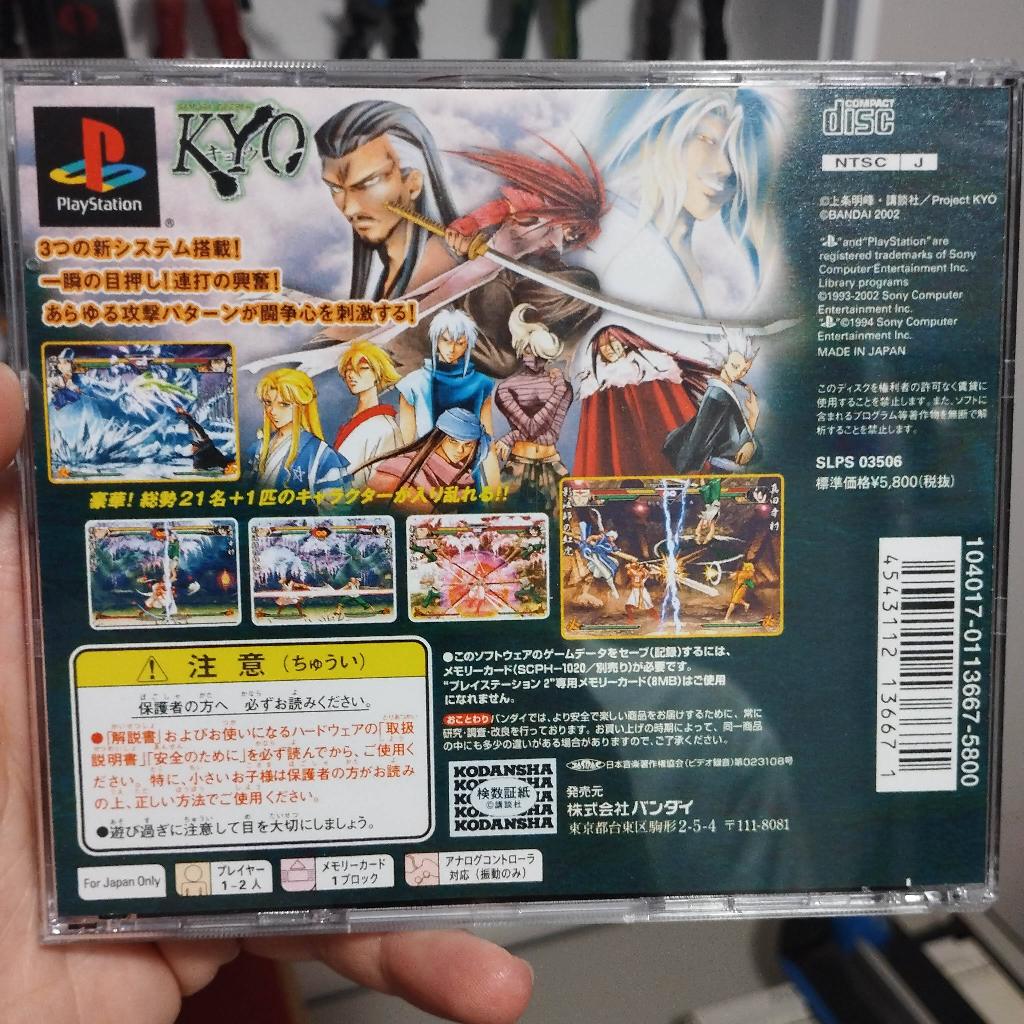 PlayStation
®
SAMURAI DEEPER
KYO
キョウ
COMPACT
disc
NTSC J
3つの新システム搭載!
一瞬の目押し!連打の興奮!
あらゆる攻撃パターンが闘争心を刺激する!
©上条明峰・講談社/Project KYO
©BANDAI 2002
"PS" and "PlayStation" are
registered trademarks of Sony
Computer Entertainment Inc.
Library programs
©1993-2002 Sony Computer
Entertainment Inc.
"PS" ©1994 Sony Computer
Entertainment Inc.
MADE IN JAPAN
このディスクを権利者の許可なく賃貸に
使用することを禁止します。また、ソフトに
含まれるプログラム等著作物を無断で解
析することを禁止します。
SLPS 03506
標準価格¥5,800(税抜)
豪華!総勢21名+1匹のキャラクターが入り乱れる!!
真田幸村
104017-0113667-5800
4543112 13667 1
注意(ちゅうい)
保護者の方へ 必ずお読みください。
●「解説書」およびお使いになるハードウェアの「取扱
説明書」「安全のために」を必ず読んでから、ご使用く
ださい。特に、小さいお子様は保護者の方がお読み
の上、正しい方法でご使用ください。
●遊び過ぎに注意して目を大切にしましょう。
●このソフトウェアのゲームデータをセーブ(記録)するには、
メモリーカード(SCPH-1020/別売り)が必要です。
"プレイステーション 2"専用メモリーカード(8MB)はご使用
になれません。
おことわり バンダイでは、より安全で楽しい商品をお届けするために、常に
研究・調査・改良を行っております。お買い上げの時期によって、同一商品
の中にも多少の違いがある場合がありますので、ご了承ください。
KODANSHA
検数証紙
©講談社
KODANSHA
JASRAC 日本音楽著作権協会(ビデオ録音)第023108号
発売元
株式会社バンダイ
東京都台東区駒形2-5-4 〒111-8081
For Japan Only
プレイヤー
1-2人
メモリーカード
1ブロック
アナログコントローラ
対応(振動のみ)